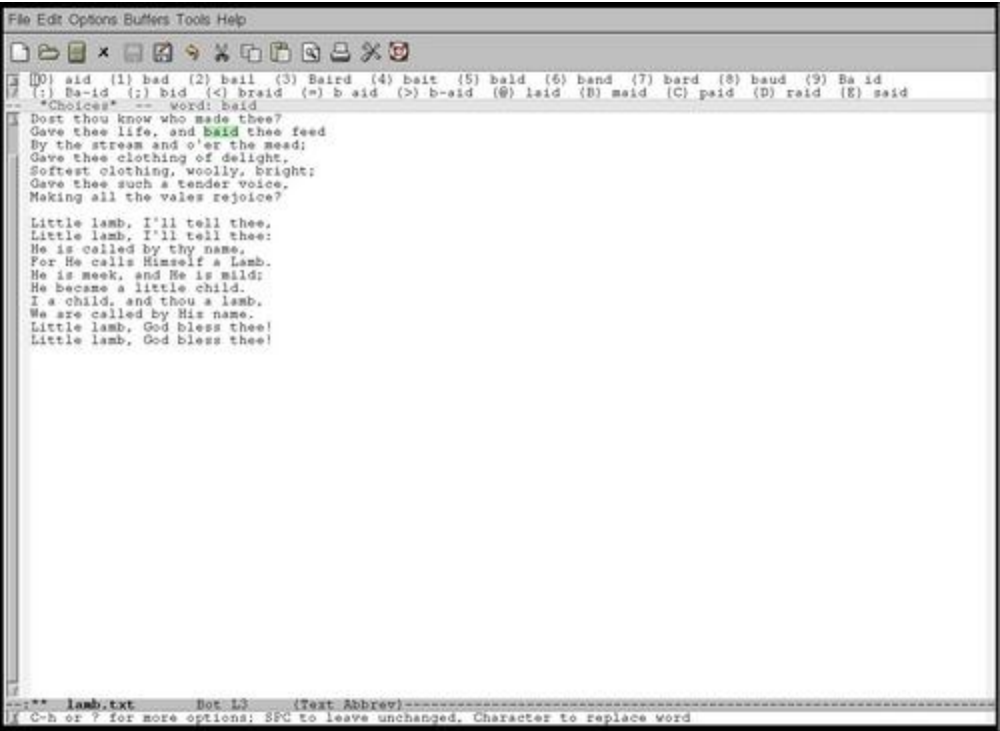 File Edit Options Buffers Tools Help
(0) aid (1) bad (2) bail (3) Baird (4) bait (5) bald (6) band (7) bard (8) baud (9) Ba id
(:) Ba-id (;) bid (<) braid (=) b aid (>) b-aid (@) laid (B) maid (C) paid (D) raid (E) said
-- *Choices* -- word: baid
Dost thou know who made thee?
Gave thee life, and baid thee feed
By the stream and o'er the mead;
Gave thee clothing of delight,
Softest clothing, woolly, bright;
Gave thee such a tender voice,
Making all the vales rejoice?
Little lamb, I'll tell thee,
Little lamb, I'll tell thee:
He is called by thy name,
For He calls Himself a Lamb.
He is meek, and He is mild;
He became a little child.
I a child, and thou a lamb,
We are called by His name.
Little lamb, God bless thee!
Little lamb, God bless thee!
--:** lamb.txt Bot L3 (Text Abbrev)
C-h or ? for more options; SPC to leave unchanged, Character to replace word